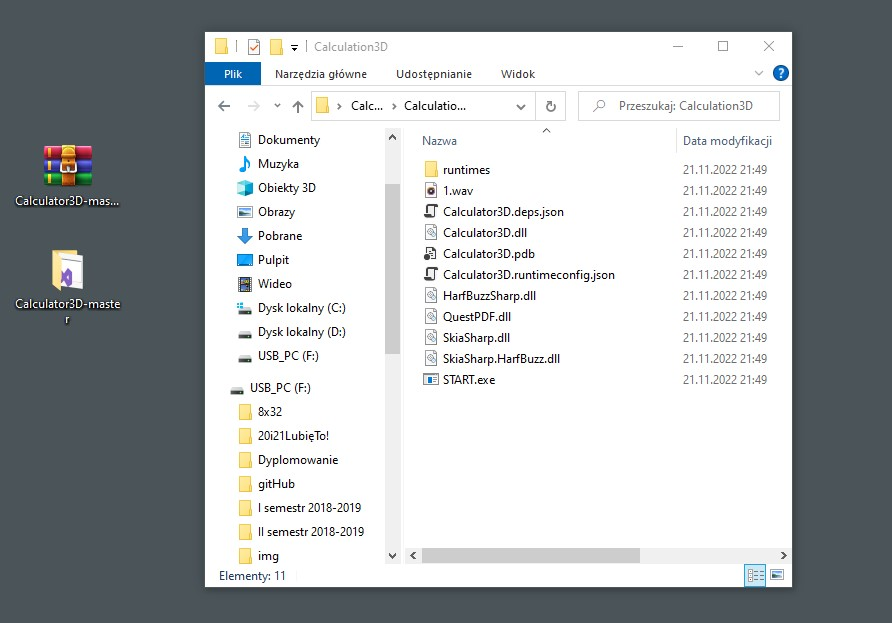 Calculator3D-mas...
Calculator3D-maste
r
Calculation3D
Plik Narzędzia główne Udostępnianie Widok ?
Calc... Calculatio... Przeszukaj: Calculation3D
Dokumenty
Muzyka
Obiekty 3D
Obrazy
Pobrane
Pulpit
Wideo
Dysk lokalny (C:)
Dysk lokalny (D:)
USB_PC (F:)
USB_PC (F:)
8x32
20i21LubięTo!
Dyplomowanie
gitHub
I semestr 2018-2019
II semestr 2018-2019
img
Nazwa Data modyfikacji
runtimes 21.11.2022 21:49
1.wav 21.11.2022 21:49
Calculator3D.deps.json 21.11.2022 21:49
Calculator3D.dll 21.11.2022 21:49
Calculator3D.pdb 21.11.2022 21:49
Calculator3D.runtimeconfig.json 21.11.2022 21:49
HarfBuzzSharp.dll 21.11.2022 21:49
QuestPDF.dll 21.11.2022 21:49
SkiaSharp.dll 21.11.2022 21:49
SkiaSharp.HarfBuzz.dll 21.11.2022 21:49
START.exe 21.11.2022 21:49
Elementy: 11